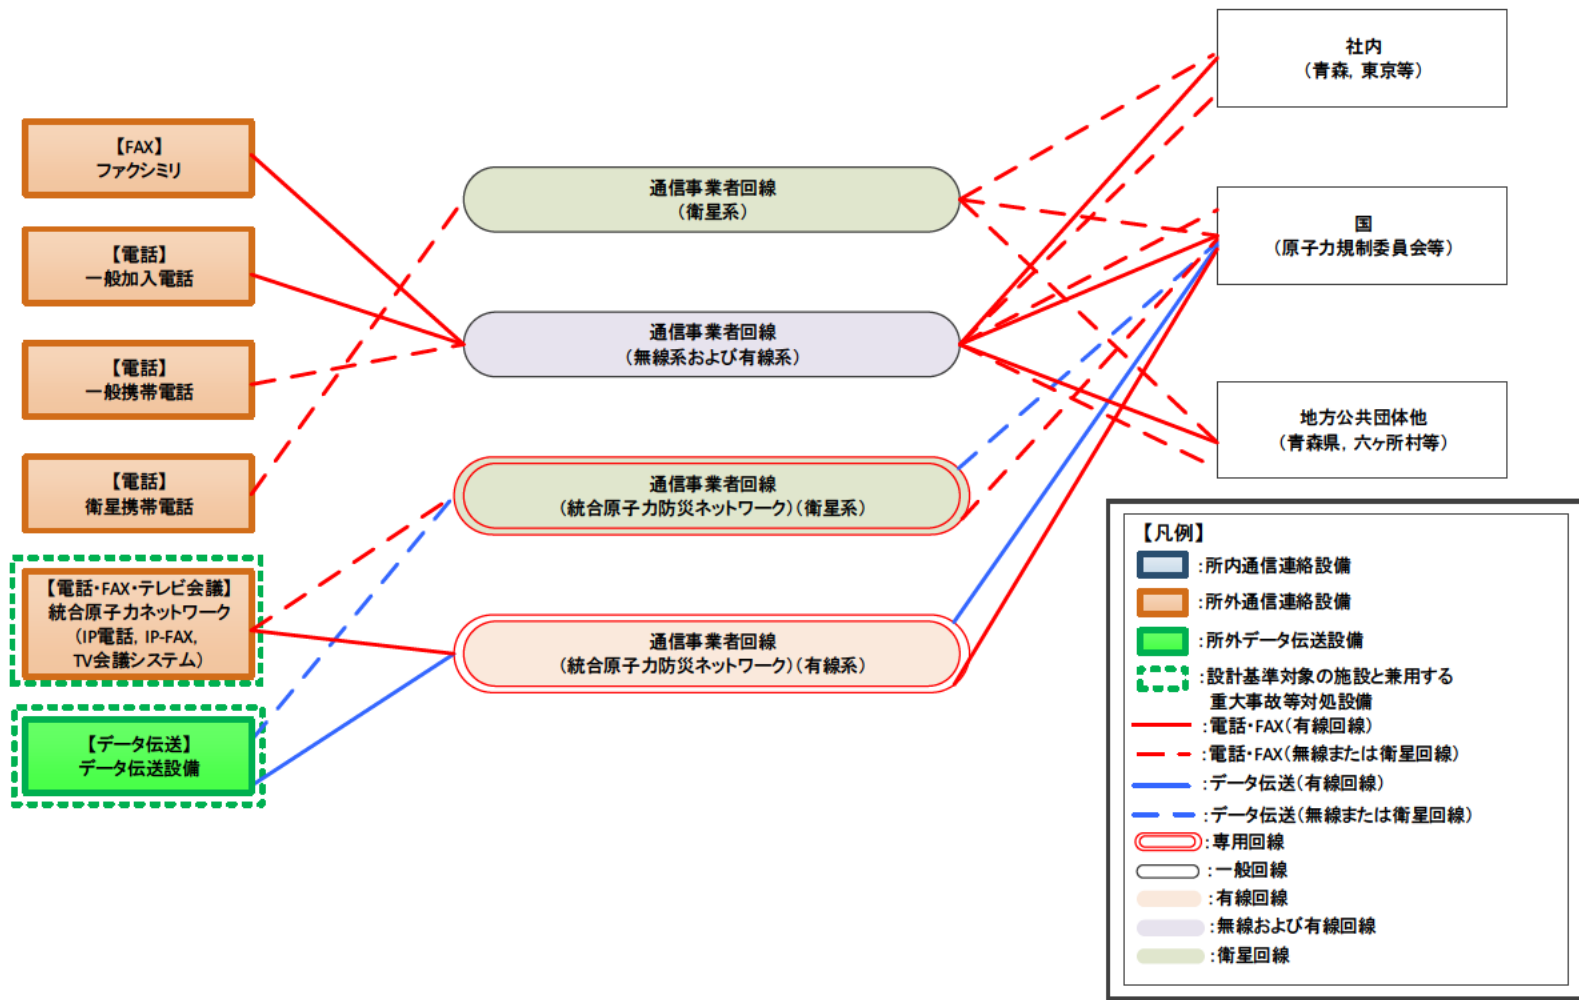 【FAX】
ファクシミリ
【電話】
一般加入電話
【電話】
一般携帯電話
【電話】
衛星携帯電話
【電話・FAX・テレビ会議】
統合原子力ネットワーク
（IP電話, IP-FAX,
TV会議システム）
【データ伝送】
データ伝送設備
通信事業者回線
（衛星系）
通信事業者回線
（無線系および有線系）
通信事業者回線
（統合原子力防災ネットワーク）（衛星系）
通信事業者回線
（統合原子力防災ネットワーク）（有線系）
社内
（青森, 東京等）
国
（原子力規制委員会等）
地方公共団体他
（青森県, 六ヶ所村等）
【凡例】
：所内通信連絡設備
：所外通信連絡設備
：所外データ伝送設備
：設計基準対象の施設と兼用する
重大事故等対処設備
：電話・FAX（有線回線）
：電話・FAX（無線または衛星回線）
：データ伝送（有線回線）
：データ伝送（無線または衛星回線）
：専用回線
：一般回線
：有線回線
：無線および有線回線
：衛星回線